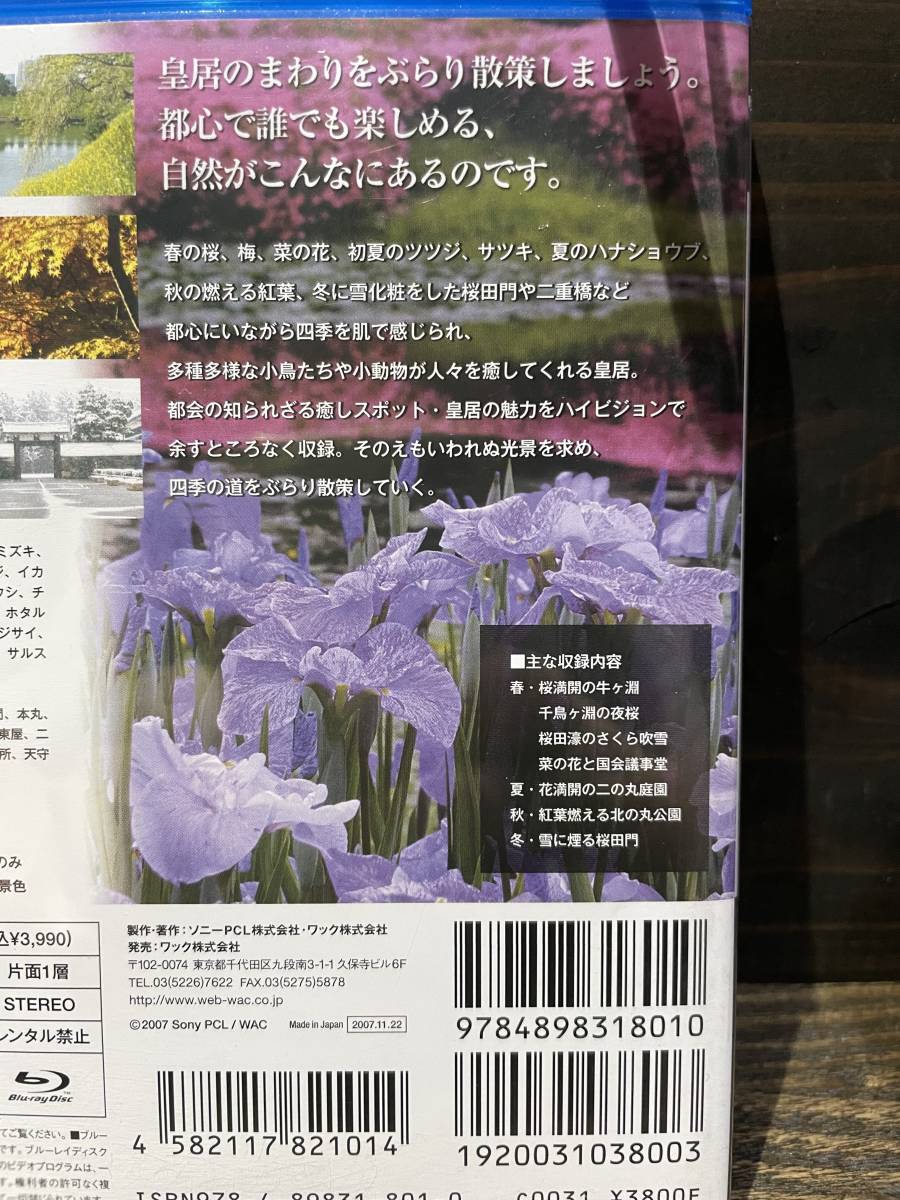 皇居のまわりをぶらり散策しましょう。
都心で誰でも楽しめる、
自然がこんなにあるのです。
春の桜、梅、菜の花、初夏のツツジ、サツキ、夏のハナショウブ、
秋の燃える紅葉、冬に雪化粧をした桜田門や二重橋など
都心にいながら四季を肌で感じられ、
多種多様な小鳥たちや小動物が人々を癒してくれる皇居。
都会の知られざる癒しスポット・皇居の魅力をハイビジョンで
余すところなく収録。そのえもいわれぬ光景を求め、
四季の道をぶらり散策していく。
ミズキ、
ジ、イカ
ウシ、チ
ホタル
ジサイ、
サルス
、本丸、
東屋、二
所、天守
のみ
景色
■主な収録内容
春・桜満開の牛ヶ淵
千鳥ヶ淵の夜桜
桜田濠のさくら吹雪
菜の花と国会議事堂
夏・花満開の二の丸庭園
秋・紅葉燃える北の丸公園
冬・雪に煙る桜田門
込¥3,990)
片面1層
STEREO
レンタル禁止
Blu-ray Disc
製作・著作：ソニーPCL株式会社・ワック株式会社
発売：ワック株式会社
〒102-0074 東京都千代田区九段南3-1-1 久保寺ビル6F
TEL.03(5226)7622 FAX.03(5275)5878
http://www.web-wac.co.jp
©2007 Sony PCL / WAC Made in Japan 2007.11.22
9784898318010
4 582117 821014
1920031038003
てご覧ください。■ブルー
です。ブルーレイディスク
のビデオプログラムは、一
す。権利者の許可なく複
ISBN978-4-89831-801-0 C0031 ¥3800E